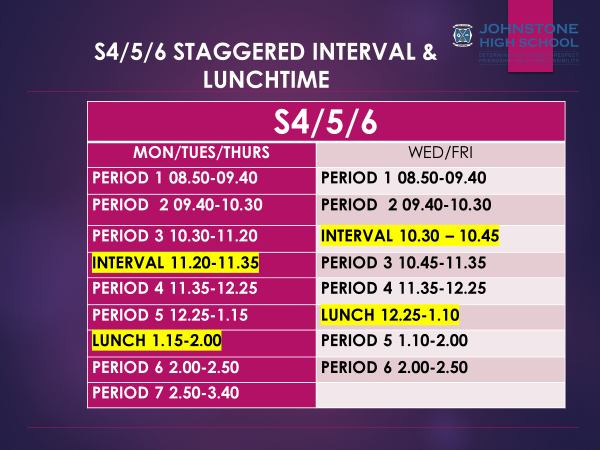 JOHNSTONE
HIGH SCHOOL
S4/5/6 STAGGERED INTERVAL &
LUNCHTIME
S4/5/6
MON/TUES/THURS WED/FRI
PERIOD 1 08.50-09.40 PERIOD 1 08.50-09.40
PERIOD 2 09.40-10.30 PERIOD 2 09.40-10.30
PERIOD 3 10.30-11.20 INTERVAL 10.30 – 10.45
INTERVAL 11.20-11.35 PERIOD 3 10.45-11.35
PERIOD 4 11.35-12.25 PERIOD 4 11.35-12.25
PERIOD 5 12.25-1.15 LUNCH 12.25-1.10
LUNCH 1.15-2.00 PERIOD 5 1.10-2.00
PERIOD 6 2.00-2.50 PERIOD 6 2.00-2.50
PERIOD 7 2.50-3.40